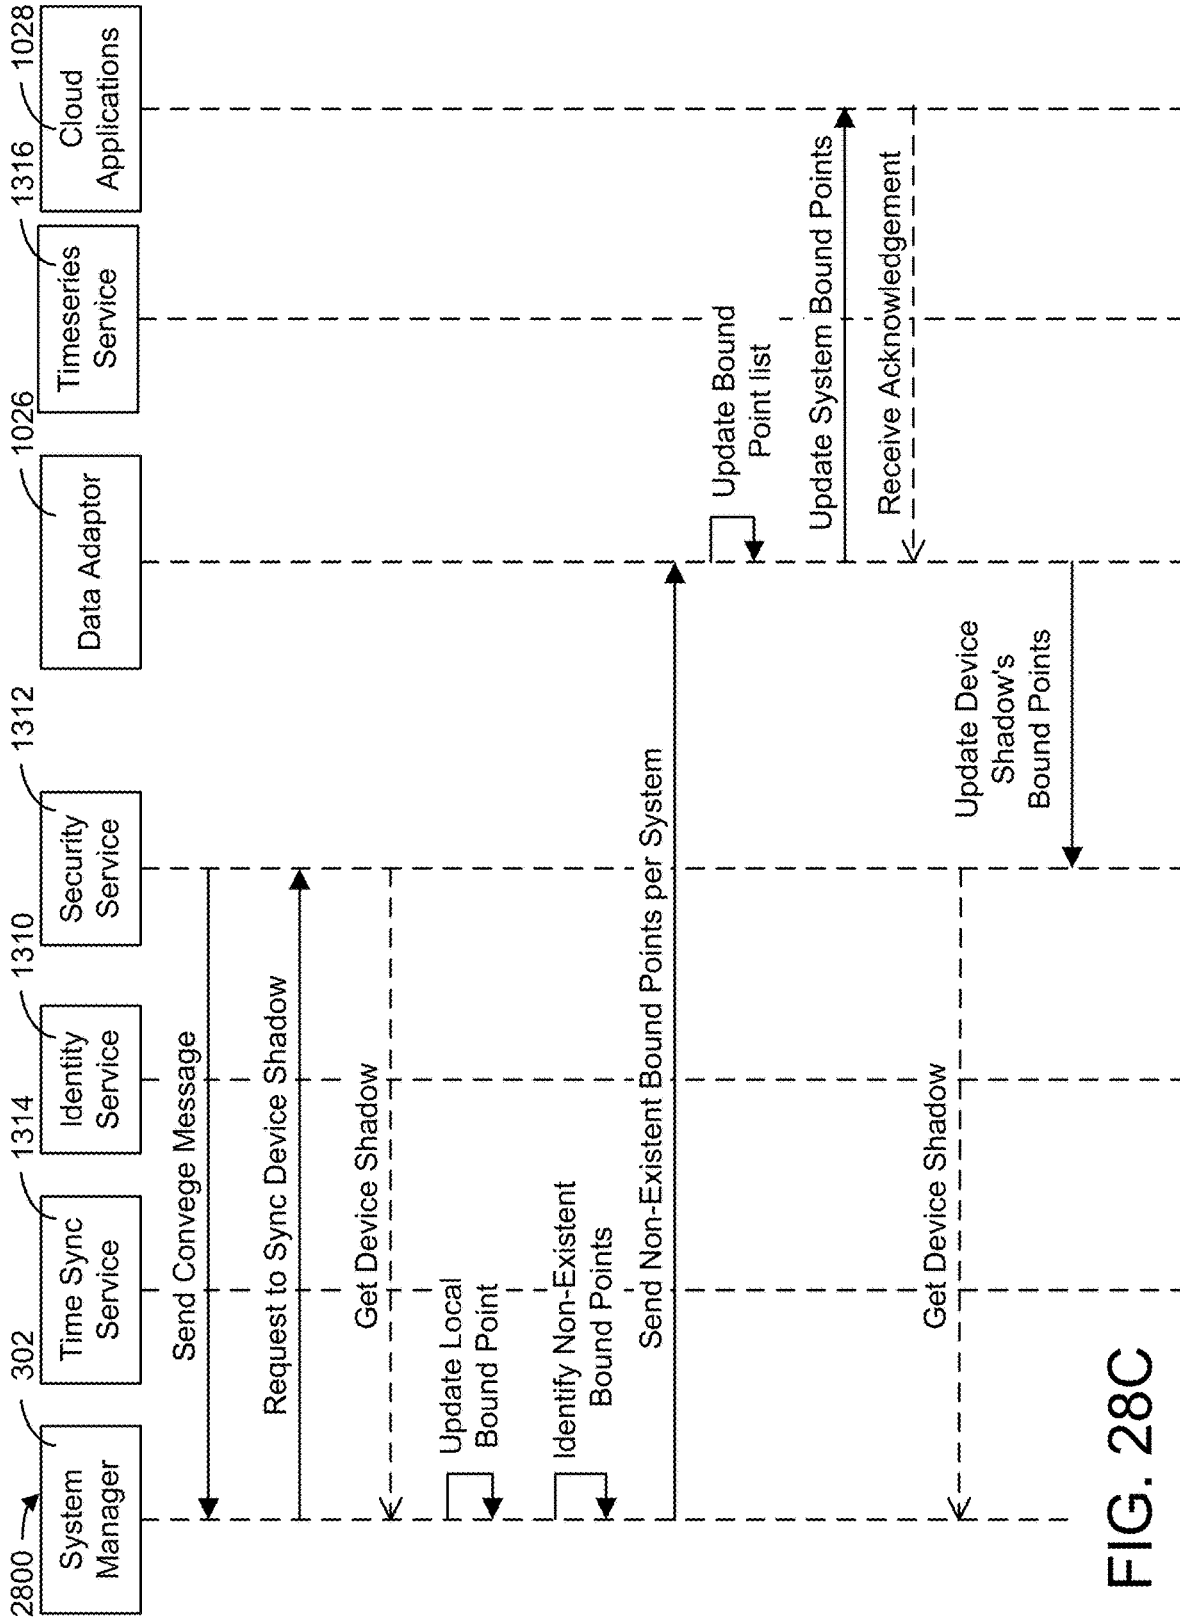 2800
302
1314
1310
1312
1026
1316
1028
System
Manager
Time Sync
Service
Identity
Service
Security
Service
Data Adaptor
Timeseries
Service
Cloud
Applications
Send Convege Message
Request to Sync Device Shadow
Get Device Shadow
Update Local
Bound Point
Identify Non-Existent
Bound Points
Send Non-Existent Bound Points per System
Update Bound
Point list
Update System Bound Points
Receive Acknowledgement
Get Device Shadow
Update Device
Shadow's
Bound Points
FIG. 28C